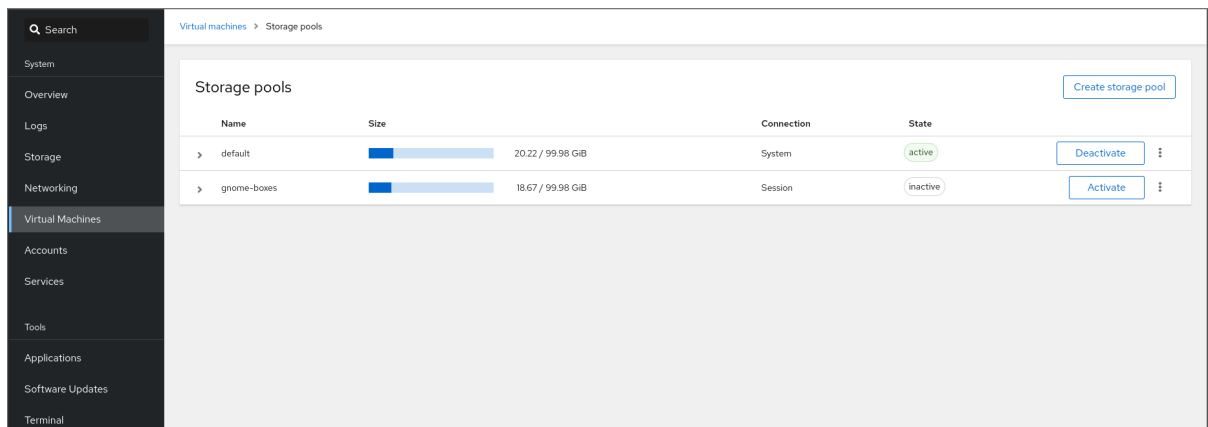 Search
System
Overview
Logs
Storage
Networking
Virtual Machines
Accounts
Services
Tools
Applications
Software Updates
Terminal
Virtual machines > Storage pools
Storage pools
Create storage pool
Name Size Connection State
default 20.22 / 99.98 GiB System active Deactivate
gnome-boxes 18.67 / 99.98 GiB Session inactive Activate